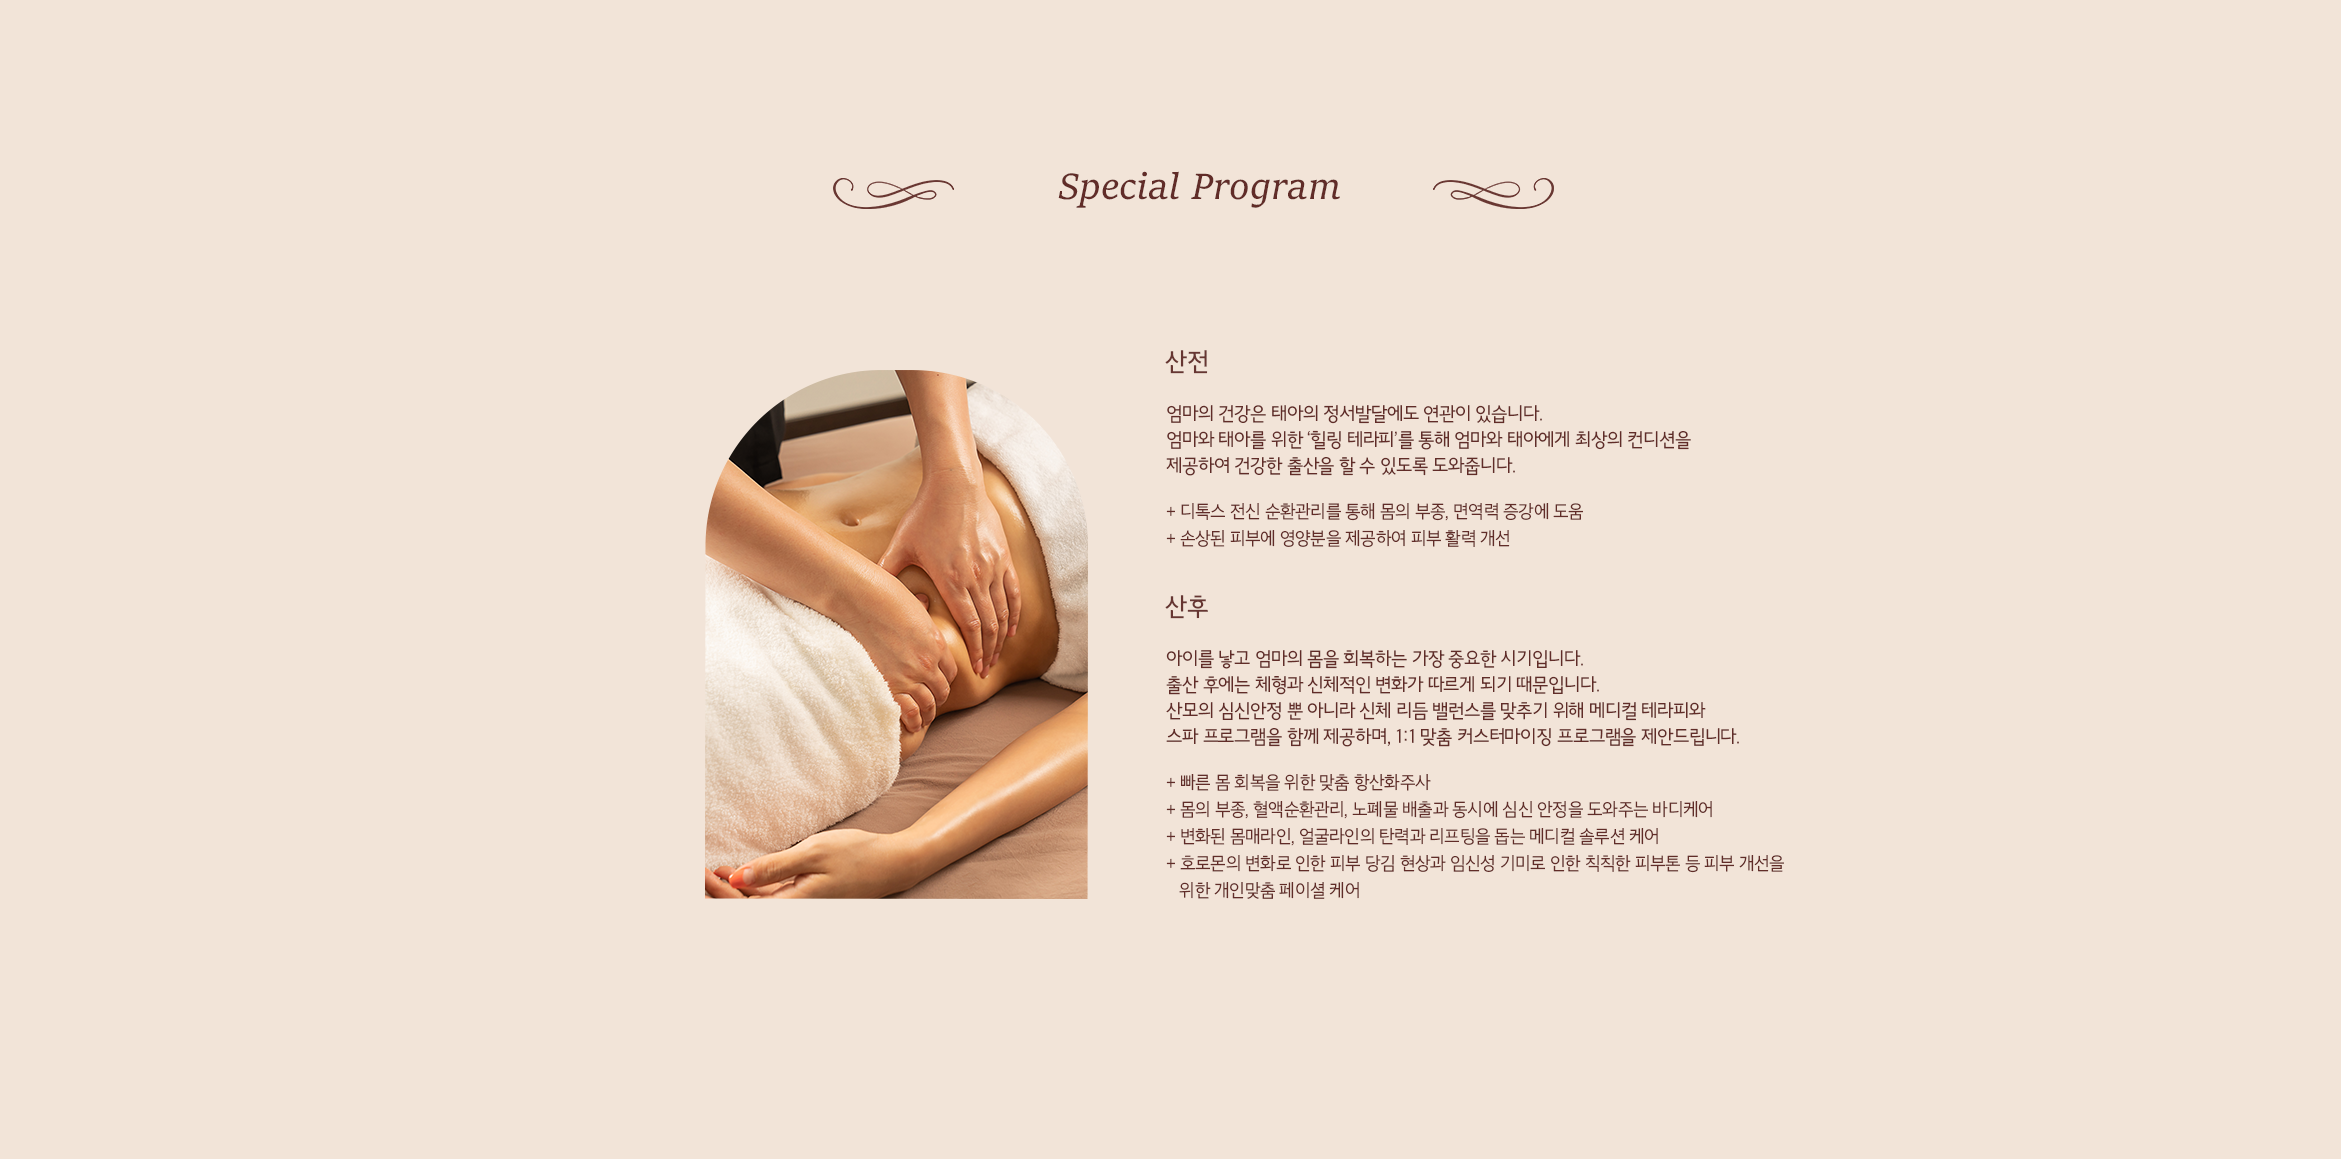 Special Program
산전
엄마의 건강은 태아의 정서발달에도 연관이 있습니다.
엄마와 태아를 위한 ‘힐링 테라피’를 통해 엄마와 태아에게 최상의 컨디션을
제공하여 건강한 출산을 할 수 있도록 도와줍니다.
+ 디톡스 전신 순환관리를 통해 몸의 부종, 면역력 증강에 도움
+ 손상된 피부에 영양분을 제공하여 피부 활력 개선
산후
아이를 낳고 엄마의 몸을 회복하는 가장 중요한 시기입니다.
출산 후에는 체형과 신체적인 변화가 따르게 되기 때문입니다.
산모의 심신안정 뿐 아니라 신체 리듬 밸런스를 맞추기 위해 메디컬 테라피와
스파 프로그램을 함께 제공하며, 1:1 맞춤 커스터마이징 프로그램을 제안드립니다.
+ 빠른 몸 회복을 위한 맞춤 항산화주사
+ 몸의 부종, 혈액순환관리, 노폐물 배출과 동시에 심신 안정을 도와주는 바디케어
+ 변화된 몸매라인, 얼굴라인의 탄력과 리프팅을 돕는 메디컬 솔루션 케어
+ 호로몬의 변화로 인한 피부 당김 현상과 임신성 기미로 인한 칙칙한 피부톤 등 피부 개선을
위한 개인맞춤 페이셜 케어